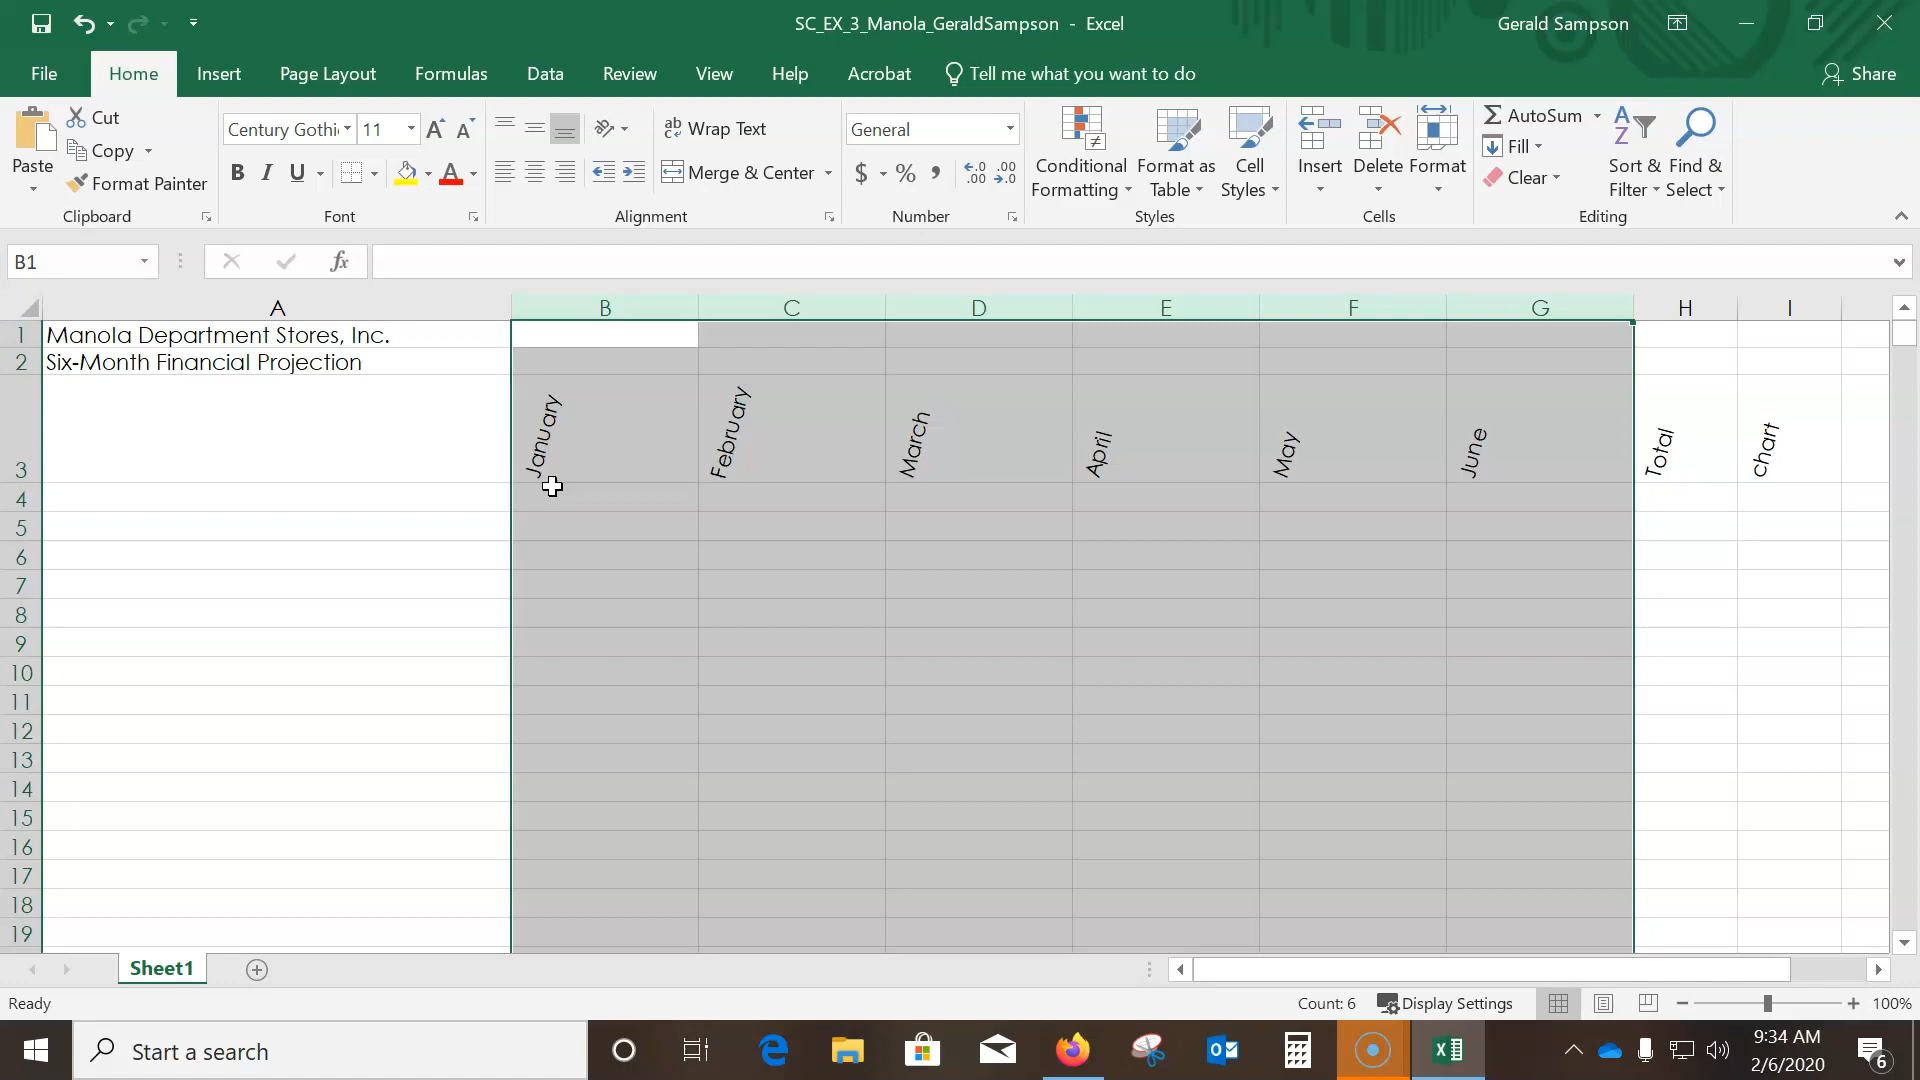 SC_EX_3_Manola_GeraldSampson - Excel
Gerald Sampson
File Home Insert Page Layout Formulas Data Review View Help Acrobat Tell me what you want to do Share
Paste
Cut
Copy
Format Painter
Clipboard
Century Gothi 11
B I U
Font
Wrap Text
Merge & Center
Alignment
General
$ % ,
Number
Conditional Formatting
Format as Table
Cell Styles
Styles
Insert Delete Format
Cells
AutoSum
Fill
Clear
Sort & Filter
Find & Select
Editing
B1 fx
A B C D E F G H I
1 Manola Department Stores, Inc.
2 Six-Month Financial Projection
3 January February March April May June Total chart
4
5
6
7
8
9
10
11
12
13
14
15
16
17
18
19
Sheet1
Ready Count: 6 Display Settings 100%
Start a search
9:34 AM
2/6/2020
6